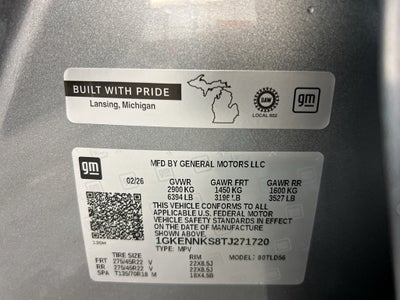 BUILT WITH PRIDE
Lansing, Michigan
UAW
LOCAL 602
gm
gm
MFD BY GENERAL MOTORS LLC
02/26 GVWR GAWR FRT GAWR RR
2900 KG 1450 KG 1600 KG
6394 LB 3196 LB 3527 LB
THIS VEHICLE CONFORMS TO ALL
APPLICABLE U.S. FEDERAL MOTOR
VEHICLE SAFETY STANDARDS IN EFFECT
ON THE DATE OF MANUFACTURE
SHOWN ABOVE.
1GKENNKS8TJ271720
TYPE: MPV
TIRE SIZE RIM
FRT 275/45R22 V 22X8.5J
RR 275/45R22 V 22X8.5J
SPA T135/70R18 M 18X4.5B